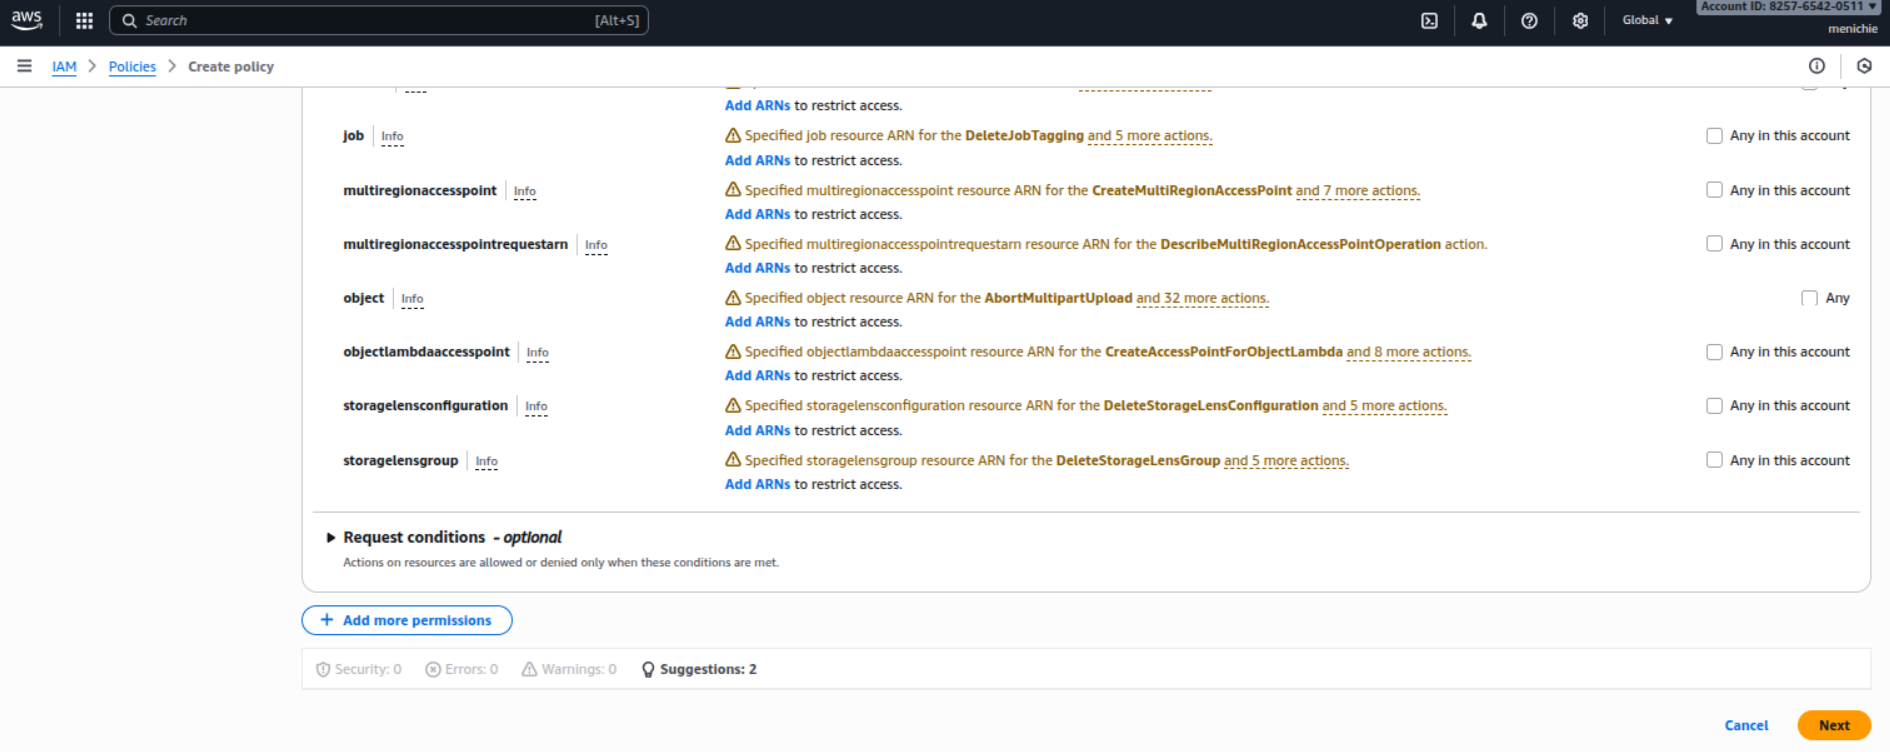 aws
Search [Alt+S]
Global ▼
Account ID: 8257-6542-0511 ▼
menichie
IAM > Policies > Create policy
Add ARNs to restrict access.
job | Info
Specified job resource ARN for the DeleteJobTagging and 5 more actions.
Any in this account
Add ARNs to restrict access.
multiregionaccesspoint | Info
Specified multiregionaccesspoint resource ARN for the CreateMultiRegionAccessPoint and 7 more actions.
Any in this account
Add ARNs to restrict access.
multiregionaccesspointrequestarn | Info
Specified multiregionaccesspointrequestarn resource ARN for the DescribeMultiRegionAccessPointOperation action.
Any in this account
Add ARNs to restrict access.
object | Info
Specified object resource ARN for the AbortMultipartUpload and 32 more actions.
Any
Add ARNs to restrict access.
objectlambdaaccesspoint | Info
Specified objectlambdaaccesspoint resource ARN for the CreateAccessPointForObjectLambda and 8 more actions.
Any in this account
Add ARNs to restrict access.
storagelensconfiguration | Info
Specified storagelensconfiguration resource ARN for the DeleteStorageLensConfiguration and 5 more actions.
Any in this account
Add ARNs to restrict access.
storagelensgroup | Info
Specified storagelensgroup resource ARN for the DeleteStorageLensGroup and 5 more actions.
Any in this account
Add ARNs to restrict access.
Request conditions - optional
Actions on resources are allowed or denied only when these conditions are met.
+ Add more permissions
Security: 0 Errors: 0 Warnings: 0 Suggestions: 2
Cancel Next